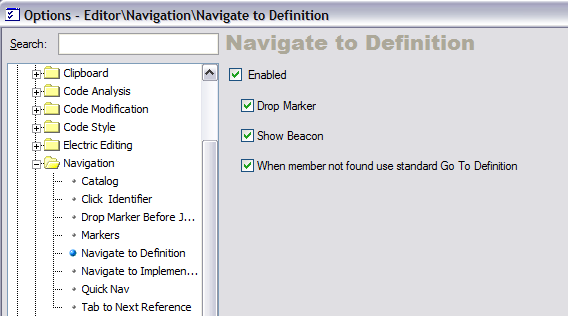 Options - Editor\Navigation\Navigate to Definition
Search:
Navigate to Definition
Clipboard
Code Analysis
Code Modification
Code Style
Electric Editing
Navigation
Catalog
Click Identifier
Drop Marker Before J...
Markers
Navigate to Definition
Navigate to Implemen...
Quick Nav
Tab to Next Reference
Enabled
Drop Marker
Show Beacon
When member not found use standard Go To Definition